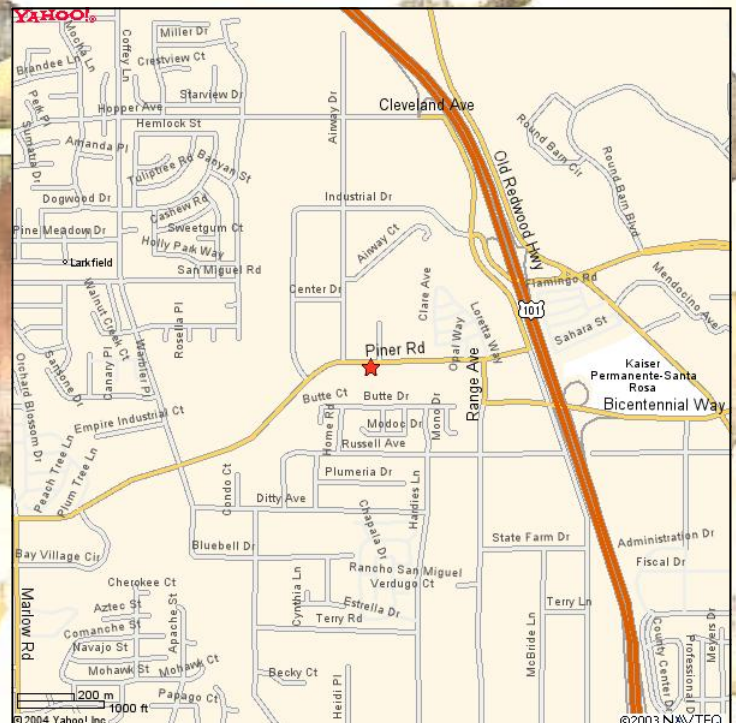 YAHOO!®
Mocha Ln
Coffey Ln
Miller Dr
Brandee Ln
Crestview Ct
Starview Dr
Perk Pl
Hopper Ave
Cleveland Ave
Hemlock St
Airway Dr
Sumatra Dr
Amanda Pl
Tuliptree Rd
Banyan St
Round Barn Cir
Round Barn Blvd
Old Redwood Hwy
Dogwood Dr
Cashew Rd
Industrial Dr
Pine Meadow Dr
Sweetgum Ct
Holly Park Way
Airway Ct
Larkfield
San Miguel Rd
Mendocino Ave
Flamingo Rd
Walnut Creek Ct
Center Dr
Clare Ave
101
Rosella Pl
Opal Way
Loretta Way
Sahara St
Warbler Pl
Canary Pl
Sansone Dr
Piner Rd
Range Ave
Kaiser
Permanente-Santa
Rosa
Orchard Blossom Dr
Butte Ct
Butte Dr
Bicentennial Way
Empire Industrial Ct
Home Rd
Modoc Dr
Mono Dr
Russell Ave
Peach Tree Ln
Plum Tree Ln
Condo Ct
Plumeria Dr
Hardies Ln
Ditty Ave
Chapala Dr
State Farm Dr
Administration Dr
Bay Village Cir
Bluebell Dr
Fiscal Dr
Rancho San Miguel
Verdugo Ct
Cherokee Ct
Marlow Rd
Aztec St
Apache St
Cynthia Ln
Estrella Dr
Terry Ln
Comanche St
Terry Rd
McBride Ln
County Center Dr
Professional Dr
Meyers Dr
Navajo St
Mohawk St
Mohawk Ct
Becky Ct
Heidi Pl
Papago Ct
200 m
1000 ft
©2004 Yahoo! Inc
©2003 NAVTEQ